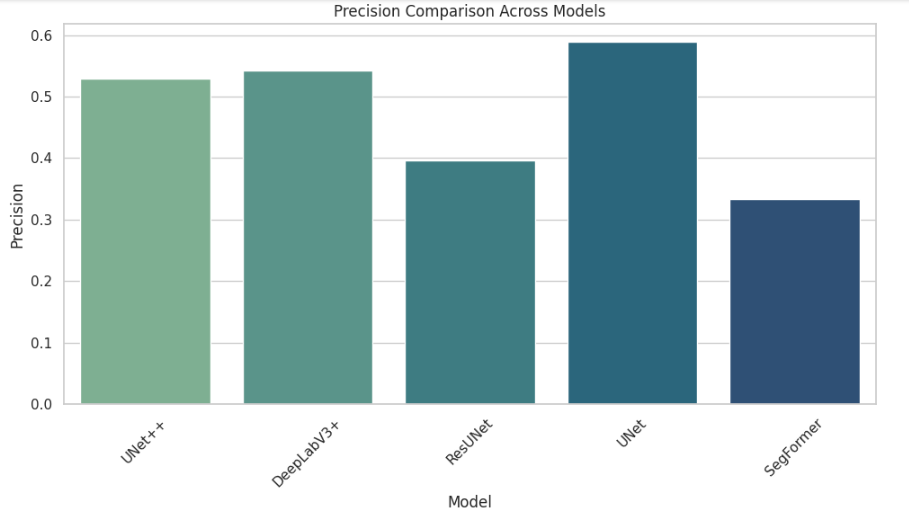 Precision Comparison Across Models
0.6
0.5
0.4
0.3
0.2
0.1
0.0
Precision
UNet++
DeepLabV3+
ResUNet
UNet
SegFormer
Model